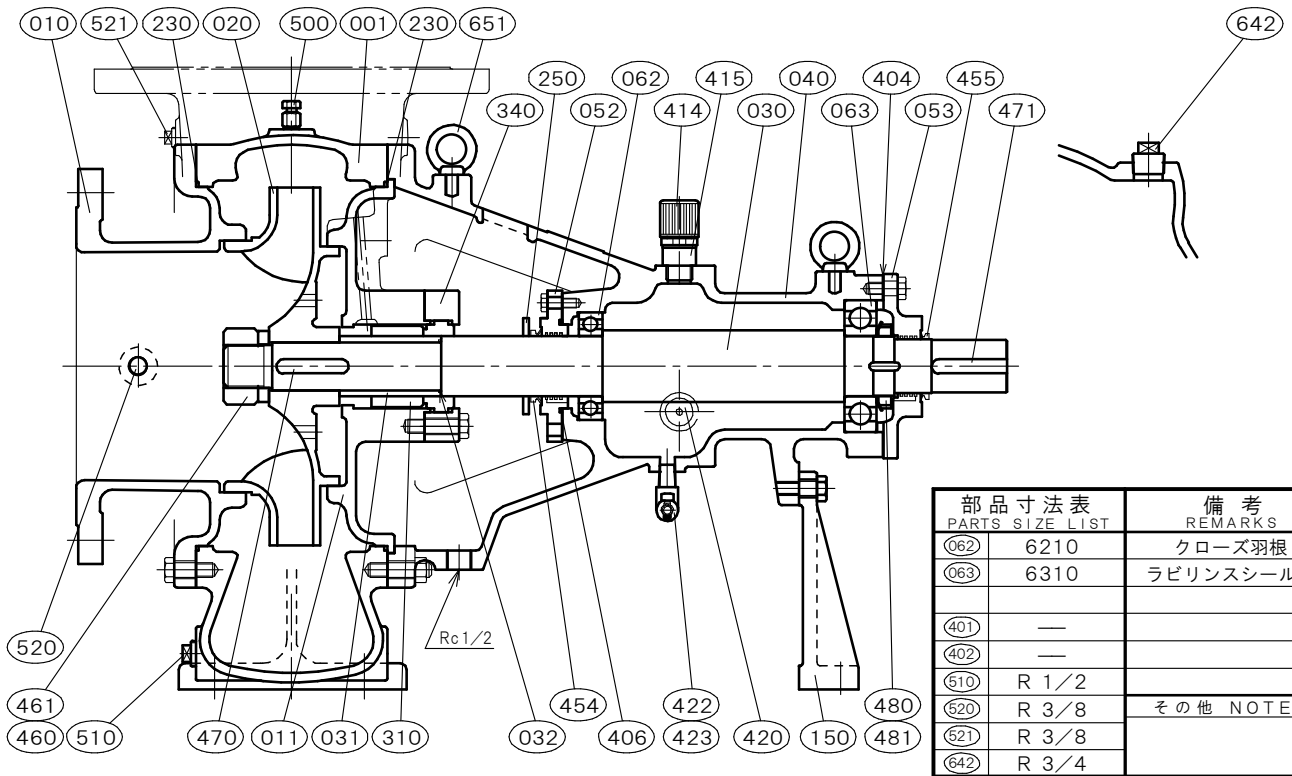 010 521 230 020 500 001 230 651 642
250 062 415 040 404 455
340 052 414 030 063 053 471
Rc1/2
520
461 454 422 480
460 510 470 011 031 310 032 406 423 420 150 481
部品寸法表 備考
PARTS SIZE LIST REMARKS
062 6210 クローズ羽根
063 6310 ラビリンスシール
401 —
402 —
510 R 1/2
520 R 3/8 その他 NOTE
521 R 3/8
642 R 3/4